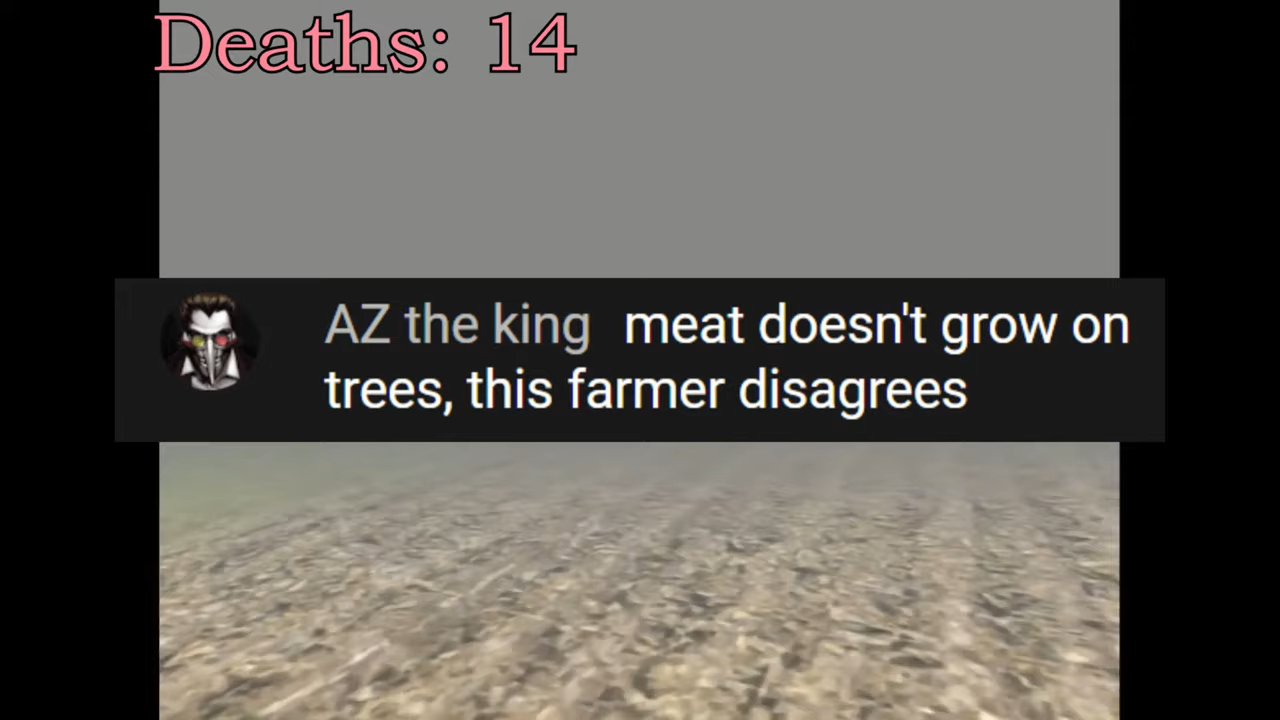 Deaths: 14
AZ the king meat doesn't grow on
trees, this farmer disagrees